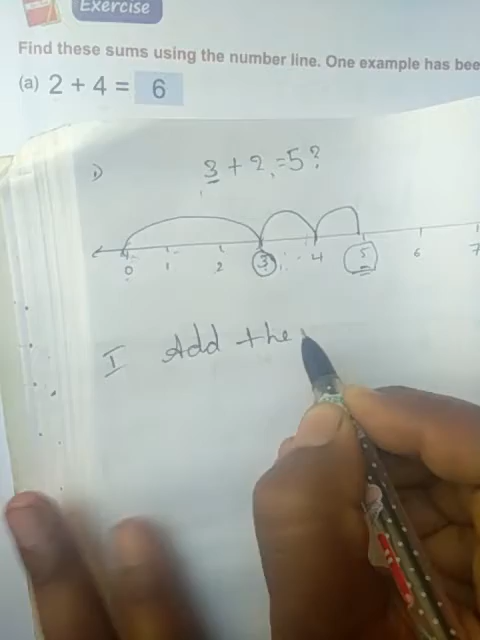 Exercise
Find these sums using the number line. One example has bee
(a) 2 + 4 = 6
1)
3 + 2 = 5?
0 1 2 3 4 5 6 7
I Add the